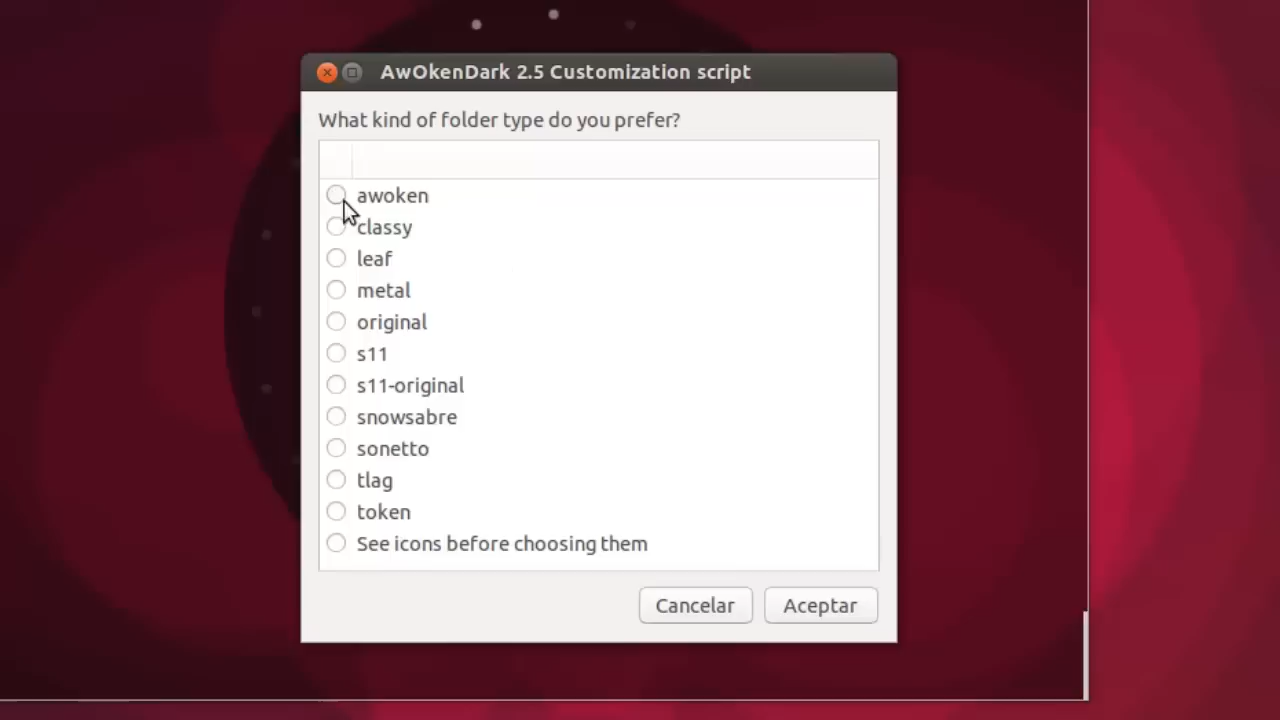 AwOkenDark 2.5 Customization script
What kind of folder type do you prefer?
awoken
classy
leaf
metal
original
s11
s11-original
snowsabre
sonetto
tlag
token
See icons before choosing them
Cancelar Aceptar